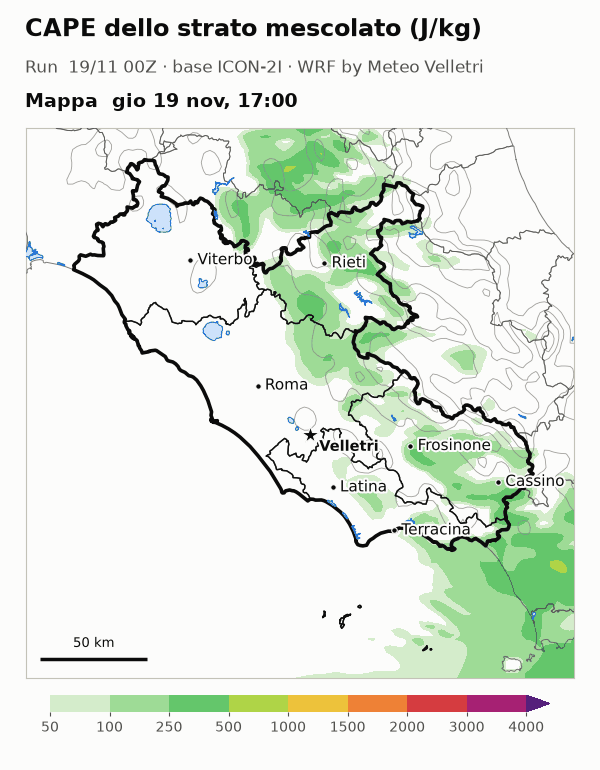 CAPE dello strato mescolato (J/kg)
Run  19/11 00Z · base ICON-2I · WRF by Meteo Velletri
Mappa  gio 19 nov, 17:00
Viterbo
Rieti
Roma
Velletri
Frosinone
Cassino
Latina
Terracina
50 km
50 100 250 500 1000 1500 2000 3000 4000